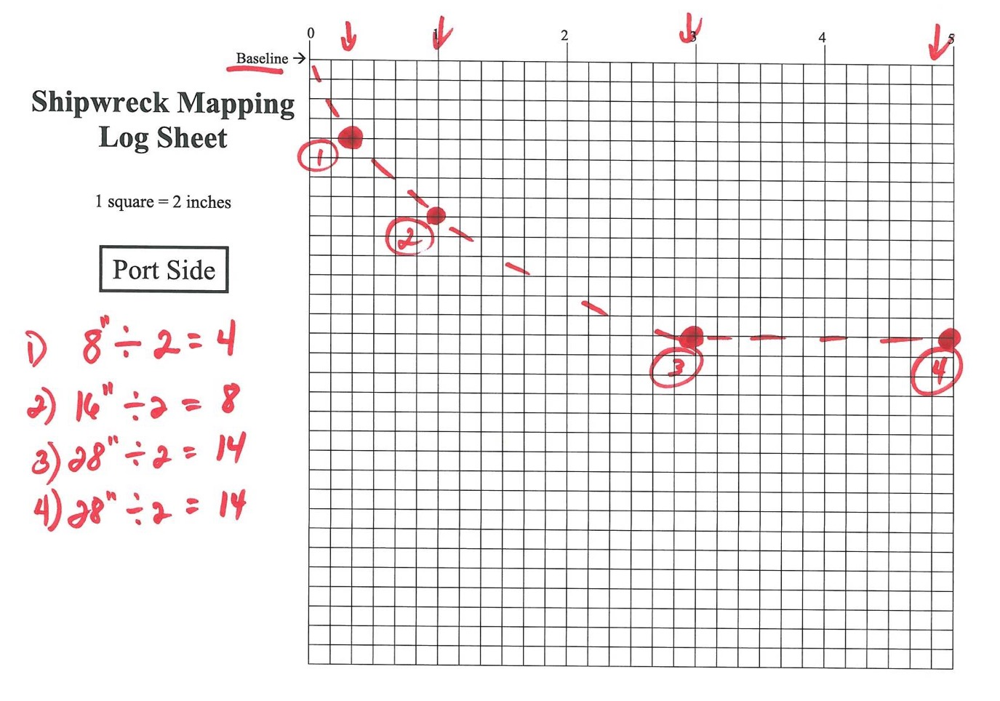 0 1 2 3 4 5
Baseline →
Shipwreck Mapping
Log Sheet
1 square = 2 inches
Port Side
1
2
3
4
1) 8" ÷ 2 = 4
2) 16" ÷ 2 = 8
3) 28" ÷ 2 = 14
4) 28" ÷ 2 = 14